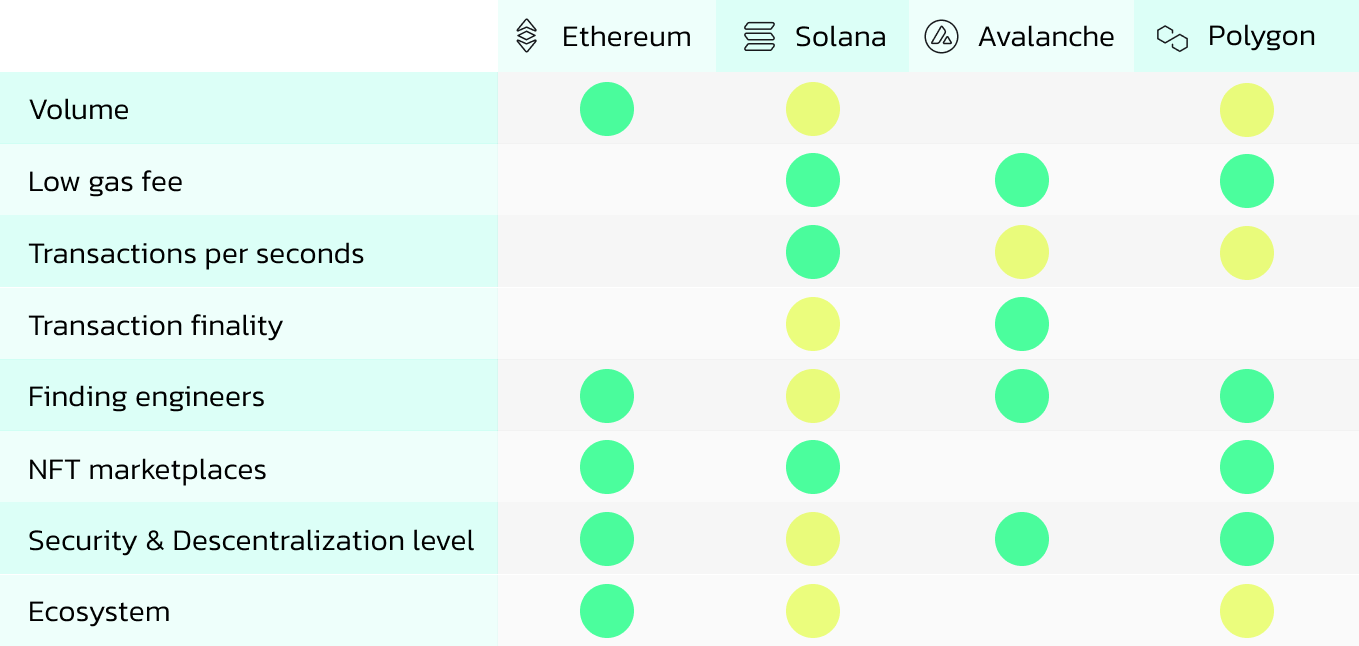 Ethereum Solana Avalanche Polygon
Volume
Low gas fee
Transactions per seconds
Transaction finality
Finding engineers
NFT marketplaces
Security & Descentralization level
Ecosystem